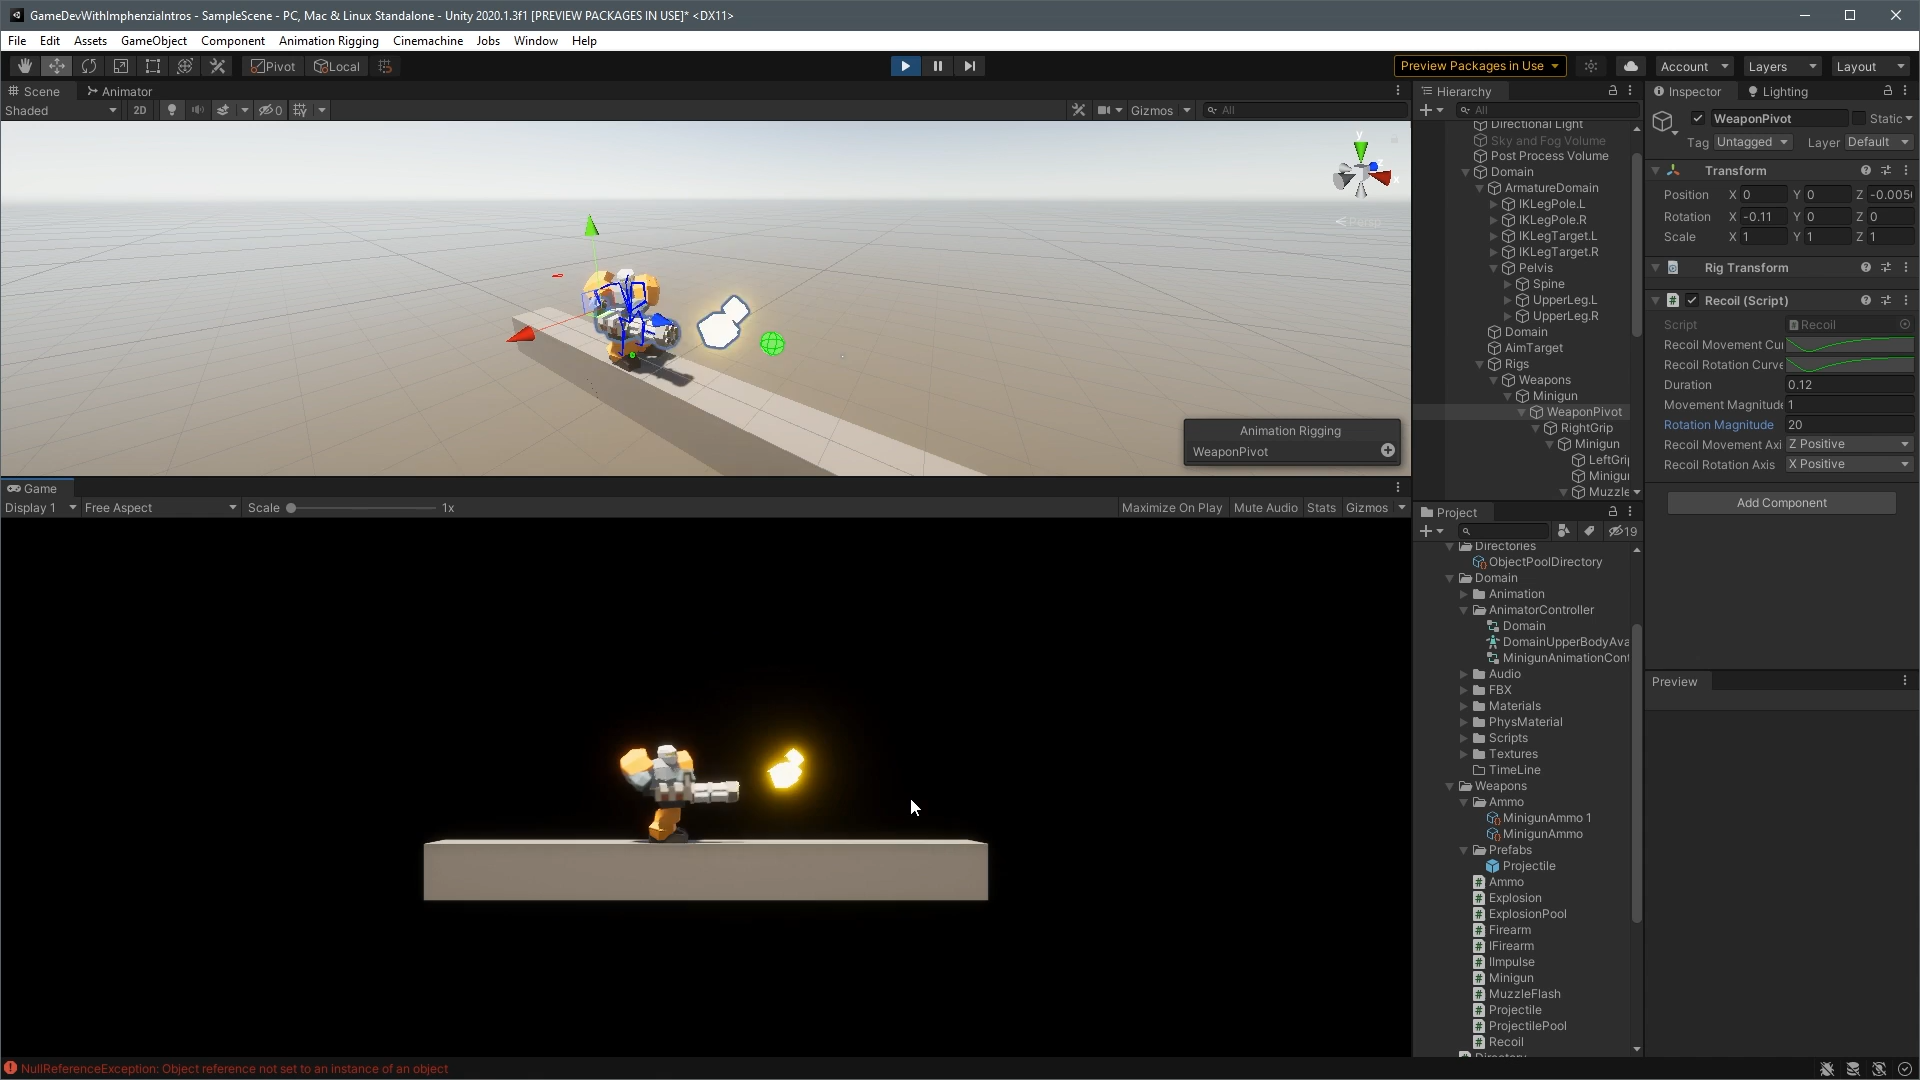 GameDevWithImphenziaIntros - SampleScene - PC, Mac & Linux Standalone - Unity 2020.1.3f1 [PREVIEW PACKAGES IN USE]* <DX11>
File Edit Assets GameObject Component Animation Rigging Cinemachine Jobs Window Help
Pivot Local Preview Packages in Use Account Layers Layout
Scene Animator
Shaded 2D 0 Gizmos All
y
x
Persp
Animation Rigging
WeaponPivot
Game
Display 1 Free Aspect Scale 1x Maximize On Play Mute Audio Stats Gizmos
Hierarchy
All
Directional Light
Sky and Fog Volume
Post Process Volume
Domain
ArmatureDomain
IKLegPole.L
IKLegPole.R
IKLegTarget.L
IKLegTarget.R
Pelvis
Spine
UpperLeg.L
UpperLeg.R
Domain
AimTarget
Rigs
Weapons
Minigun
WeaponPivot
RightGrip
Minigun
LeftGri
Minigu
Muzzle
Project
19
Directories
ObjectPoolDirectory
Domain
Animation
AnimatorController
Domain
DomainUpperBodyAva
MinigunAnimationCont
Audio
FBX
Materials
PhysMaterial
Scripts
Textures
TimeLine
Weapons
Ammo
MinigunAmmo 1
MinigunAmmo
Prefabs
Projectile
Ammo
Explosion
ExplosionPool
Firearm
IFirearm
IImpulse
Minigun
MuzzleFlash
Projectile
ProjectilePool
Recoil
Inspector Lighting
WeaponPivot Static
Tag Untagged Layer Default
Transform
Position X 0 Y 0 Z -0.005
Rotation X -0.11 Y 0 Z 0
Scale X 1 Y 1 Z 1
Rig Transform
Recoil (Script)
Script Recoil
Recoil Movement Cu
Recoil Rotation Curve
Duration 0.12
Movement Magnitude 1
Rotation Magnitude 20
Recoil Movement Axi Z Positive
Recoil Rotation Axis X Positive
Add Component
Preview
NullReferenceException: Object reference not set to an instance of an object